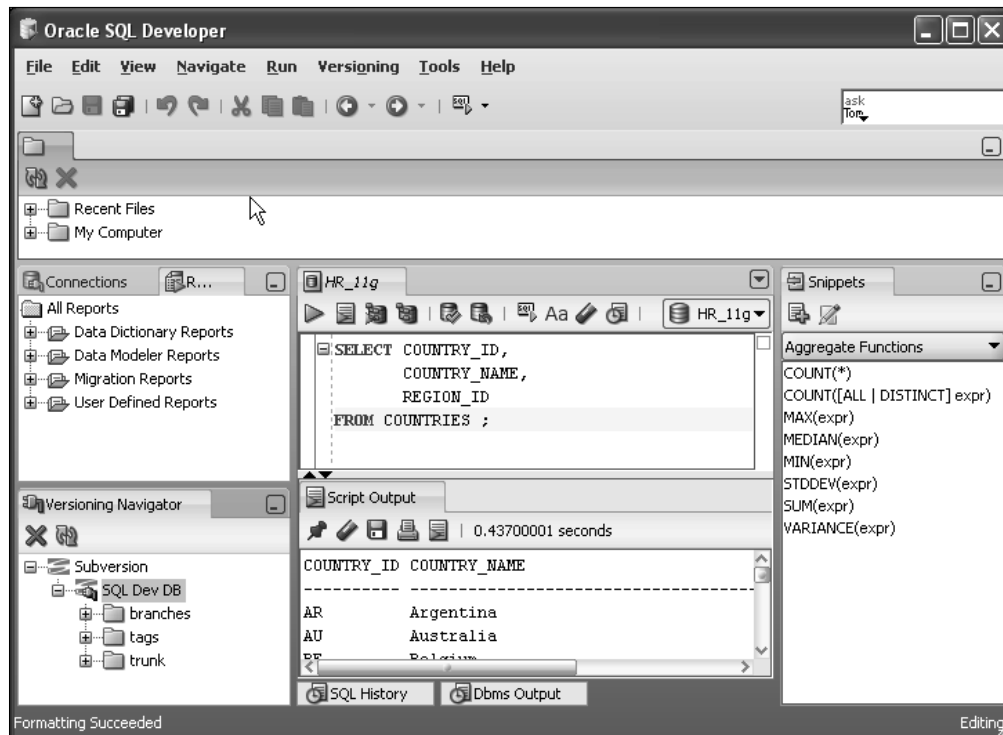 Oracle SQL Developer
File Edit View Navigate Run Versioning Tools Help
ask
Tom
Recent Files
My Computer
Connections R...
All Reports
Data Dictionary Reports
Data Modeler Reports
Migration Reports
User Defined Reports
Versioning Navigator
Subversion
SQL Dev DB
branches
tags
trunk
HR_11g
SQL Aa HR_11g
SELECT COUNTRY_ID,
COUNTRY_NAME,
REGION_ID
FROM COUNTRIES ;
Script Output
0.43700001 seconds
COUNTRY_ID COUNTRY_NAME
---------- ----------------------------------
AR Argentina
AU Australia
BE Belgium
SQL History Dbms Output
Snippets
Aggregate Functions
COUNT(*)
COUNT([ALL | DISTINCT] expr)
MAX(expr)
MEDIAN(expr)
MIN(expr)
STDDEV(expr)
SUM(expr)
VARIANCE(expr)
Formatting Succeeded Editing